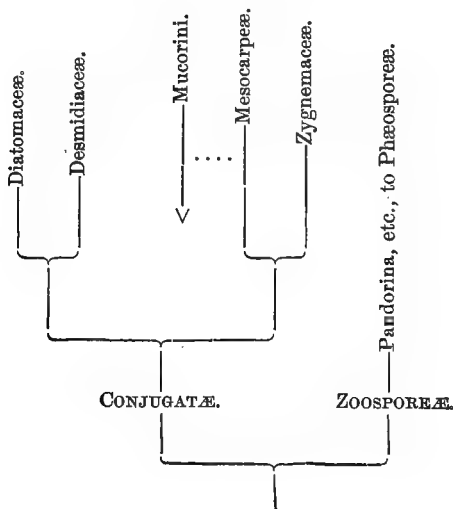 Diatomaceæ.
Desmidiaceæ.
Mucorini.
Mesocarpeæ.
Zygnemaceæ.
Pandorina, etc., to Phæosporeæ.
CONJUGATÆ.
ZOOSPOREÆ.